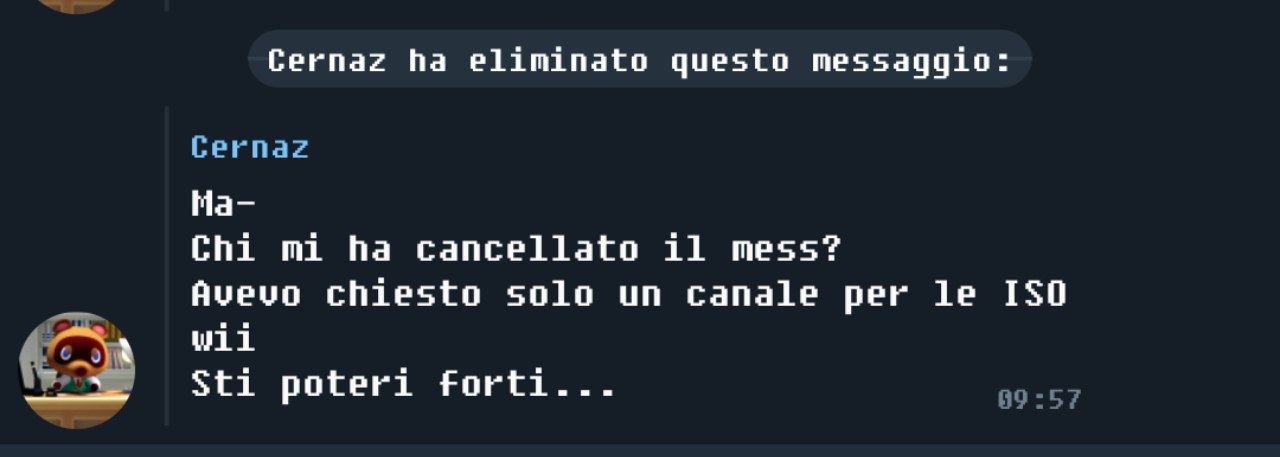 Cernaz ha eliminato questo messaggio:
Cernaz
Ma-
Chi mi ha cancellato il mess?
Avevo chiesto solo un canale per le ISO
wii
Sti poteri forti...
09:57